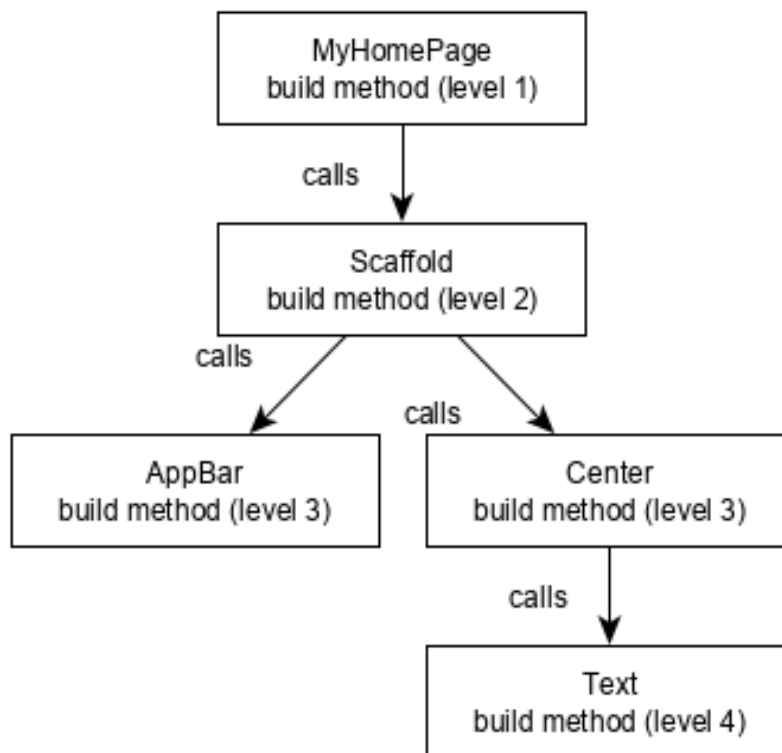 MyHomePage
build method (level 1)
calls
Scaffold
build method (level 2)
calls
calls
AppBar
build method (level 3)
Center
build method (level 3)
calls
Text
build method (level 4)